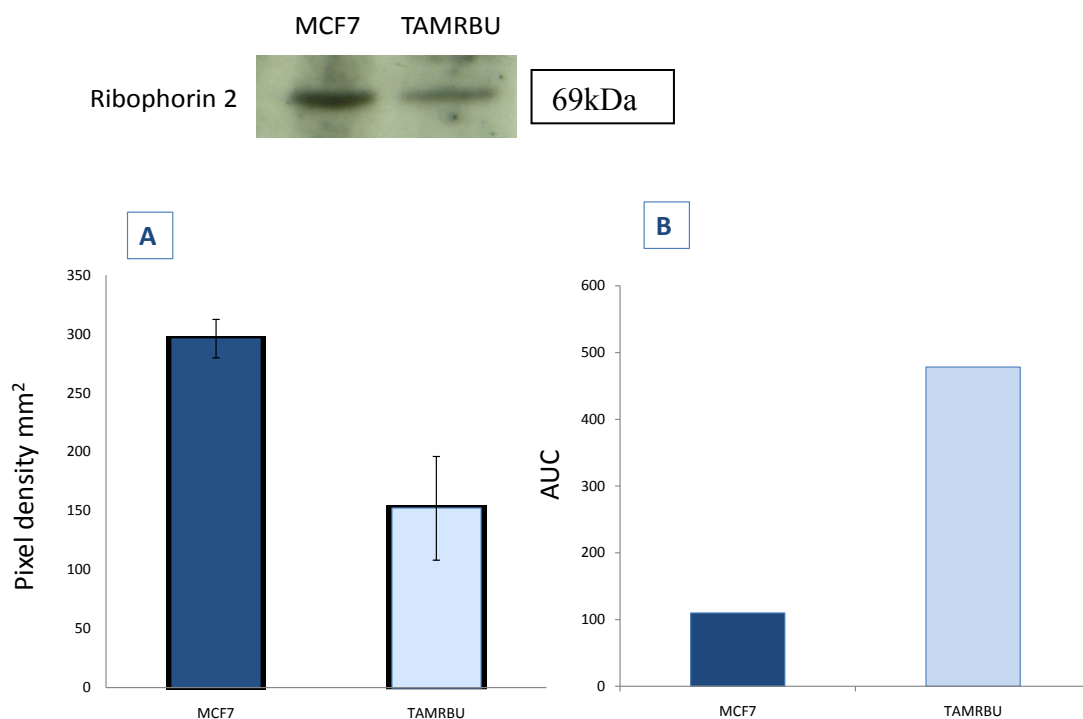 MCF7 TAMRBU
Ribophorin 2 69kDa
A
Pixel density mm²
350
300
250
200
150
100
50
0
MCF7 TAMRBU
B
AUC
600
500
400
300
200
100
0
MCF7 TAMRBU